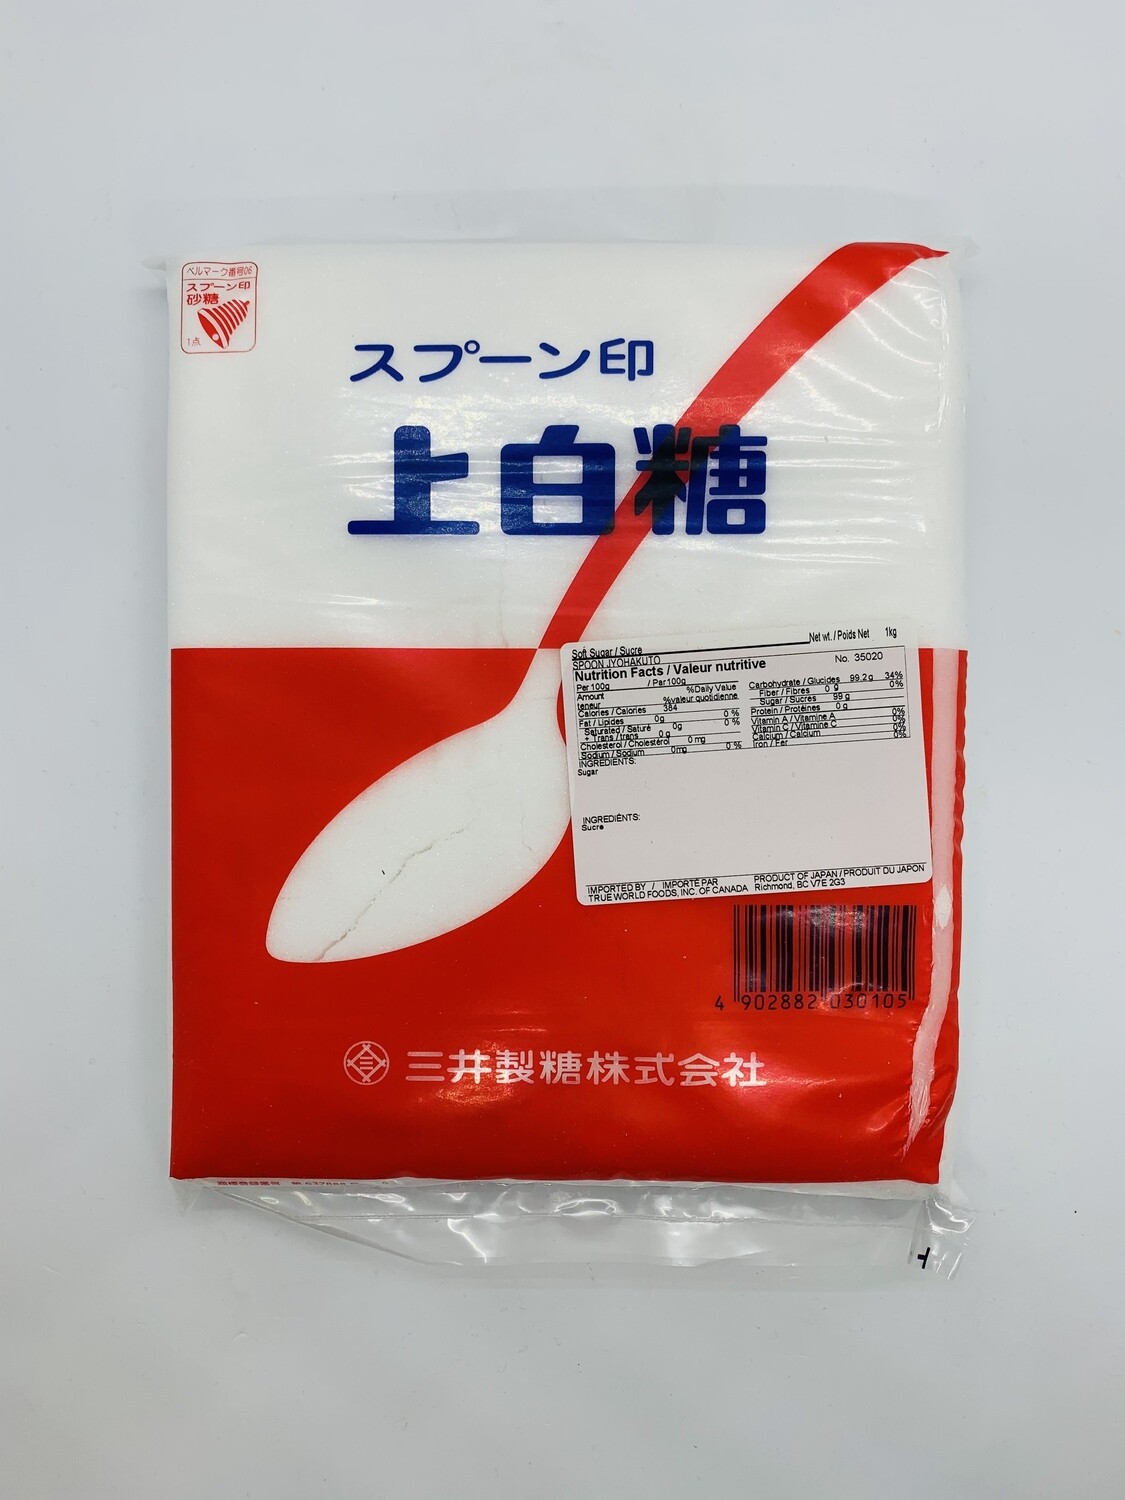 ベルマーク番号06
スプーン印
砂糖
1点
スプーン印
上白糖
Net wt. / Poids Net 1kg
Soft Sugar / Sucre
SPOON JYOHAKUTO
No. 35020
Nutrition Facts / Valeur nutritive
Per 100g / Par 100g
Amount %Daily Value
teneur %valeur quotidienne
Calories / Calories 384
Fat / Lipides 0g 0 %
Saturated / Saturé 0g 0 %
+ Trans / trans 0 g
Cholesterol / Cholestérol 0 mg
Sodium / Sodium 0mg 0 %
Carbohydrate / Glucides 99.2g 34%
Fiber / Fibres 0 g 0%
Sugar / Sucres 99 g
Protein / Protéines 0 g
Vitamin A / Vitamine A 0%
Vitamin C / Vitamine C 0%
Calcium / Calcium 0%
Iron / Fer 0%
INGREDIENTS:
Sugar
INGREDIÉNTS:
Sucre
IMPORTED BY / IMPORTÉ PAR
TRUE WORLD FOODS, INC. OF CANADA
PRODUCT OF JAPAN / PRODUIT DU JAPON
Richmond, BC V7E 2G3
4 902882 030105
三井製糖株式会社